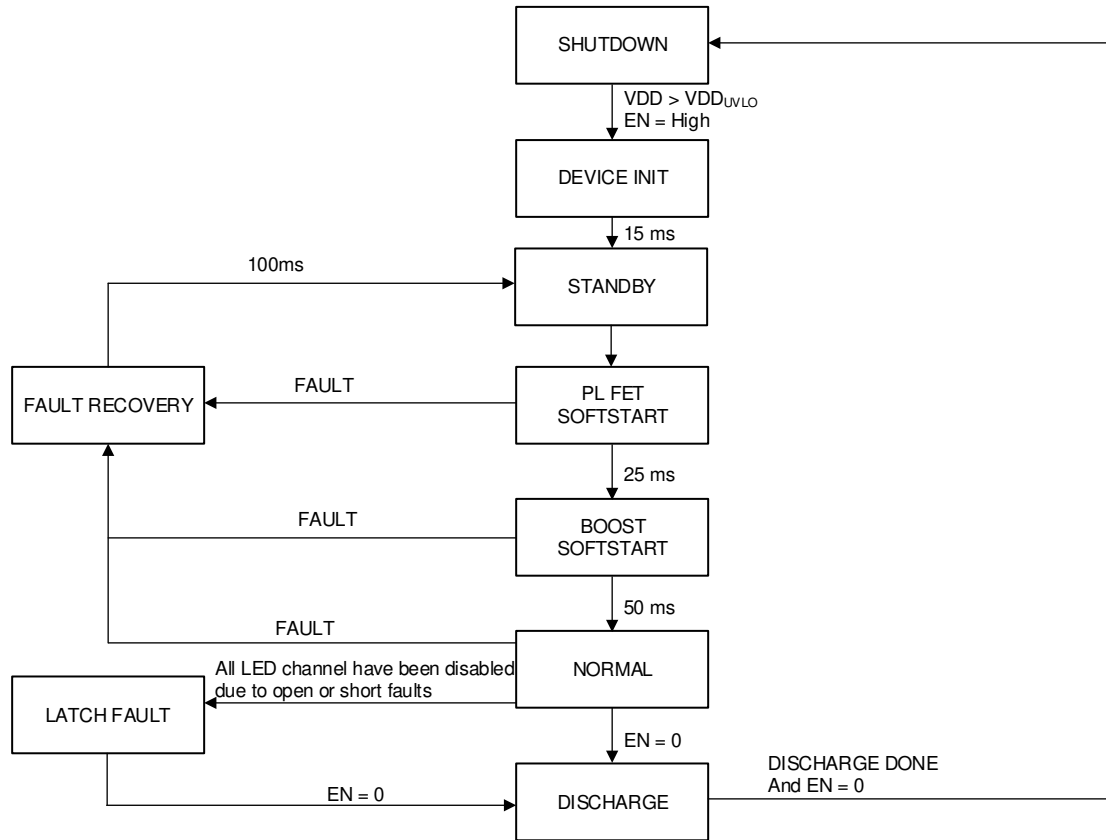 SHUTDOWN
VDD > VDDUVLO
EN = High
DEVICE INIT
15 ms
100ms
STANDBY
FAULT RECOVERY
FAULT
PL FET
SOFTSTART
25 ms
FAULT
BOOST
SOFTSTART
50 ms
FAULT
NORMAL
All LED channel have been disabled
due to open or short faults
LATCH FAULT
EN = 0
DISCHARGE DONE
And EN = 0
EN = 0
DISCHARGE